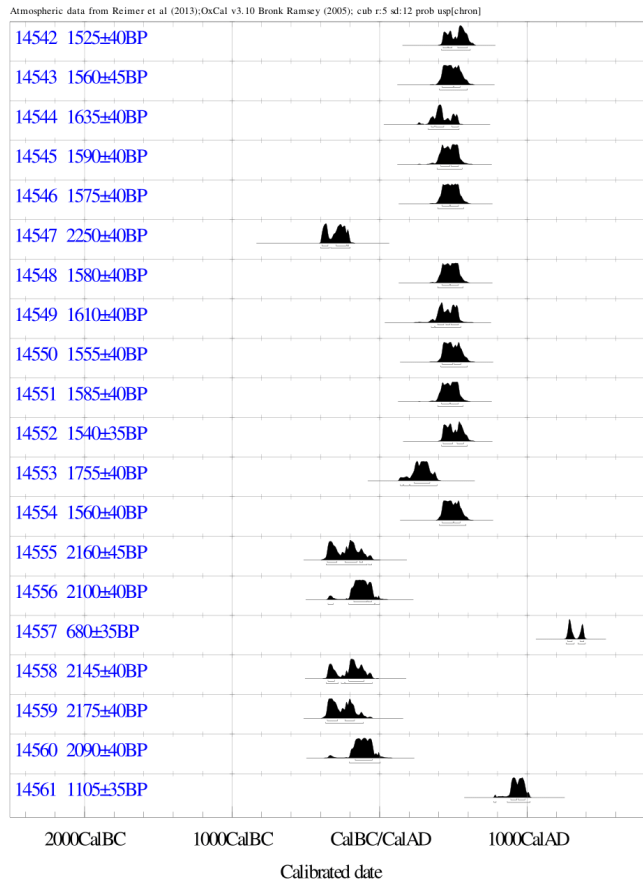 Atmospheric data from Reimer et al (2013);OxCal v3.10 Bronk Ramsey (2005); cub r:5 sd:12 prob usp[chron]
14542 1525±40BP
14543 1560±45BP
14544 1635±40BP
14545 1590±40BP
14546 1575±40BP
14547 2250±40BP
14548 1580±40BP
14549 1610±40BP
14550 1555±40BP
14551 1585±40BP
14552 1540±35BP
14553 1755±40BP
14554 1560±40BP
14555 2160±45BP
14556 2100±40BP
14557 680±35BP
14558 2145±40BP
14559 2175±40BP
14560 2090±40BP
14561 1105±35BP
2000CalBC 1000CalBC CalBC/CalAD 1000CalAD
Calibrated date